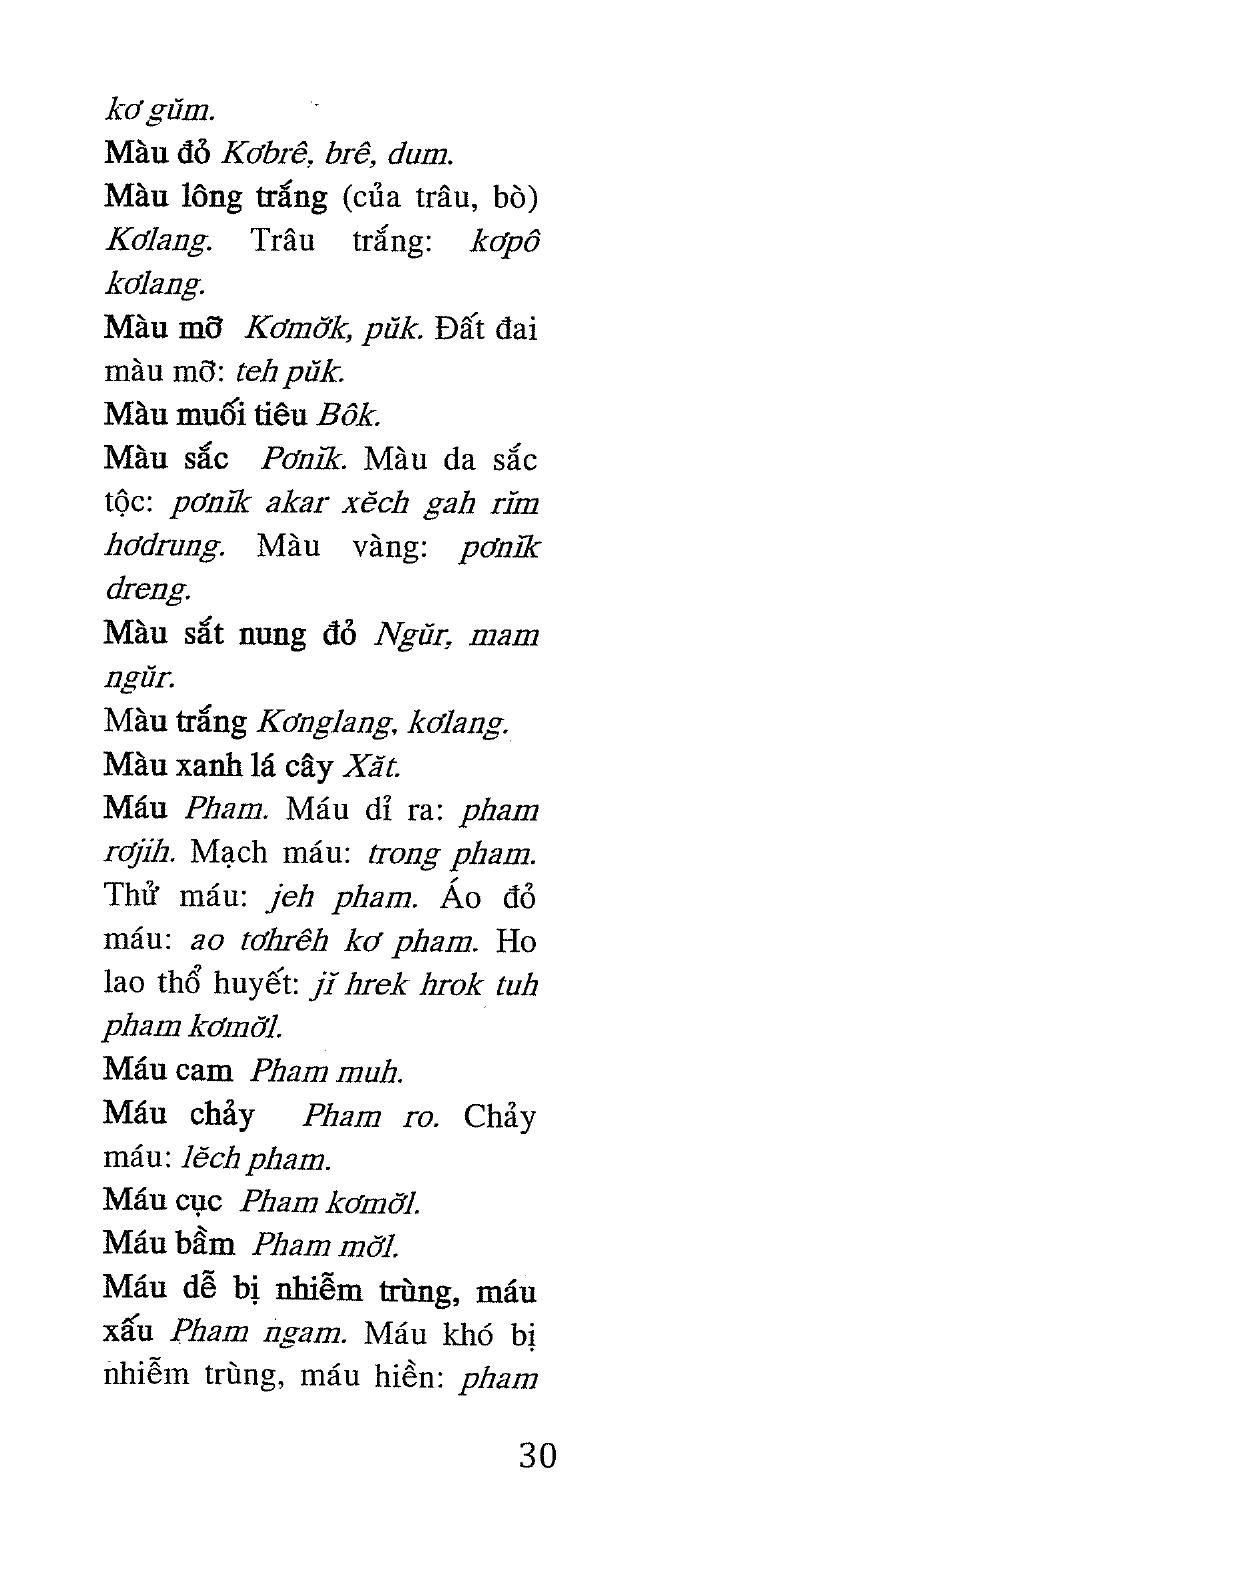 kơ gŭm.
Màu đỏ Kơbrê, brê, dum.
Màu lông trắng (của trâu, bò)
Kơlang. Trâu trắng: kơpô
kơlang.
Màu mỡ Kơmơ̆k, pŭk. Đất đai
màu mỡ: teh pŭk.
Màu muối tiêu Bôk.
Màu sắc Pơnĭk. Màu da sắc
tộc: pơnĭk akar xĕch gah rĭm
hơdrung. Màu vàng: pơnĭk
dreng.
Màu sắt nung đỏ Ngŭr, mam
ngŭr.
Màu trắng Kơnglang, kơlang.
Màu xanh lá cây Xăt.
Máu Pham. Máu dỉ ra: pham
rơjih. Mạch máu: trong pham.
Thử máu: jeh pham. Áo đỏ
máu: ao tơhrêh kơ pham. Ho
lao thổ huyết: jĭ hrek hrok tuh
pham kơmơ̆l.
Máu cam Pham muh.
Máu chảy Pham ro. Chảy
máu: lĕch pham.
Máu cục Pham kơmơ̆l.
Máu bầm Pham mơ̆l.
Máu dễ bị nhiễm trùng, máu
xấu Pham ngam. Máu khó bị
nhiễm trùng, máu hiền: pham
30